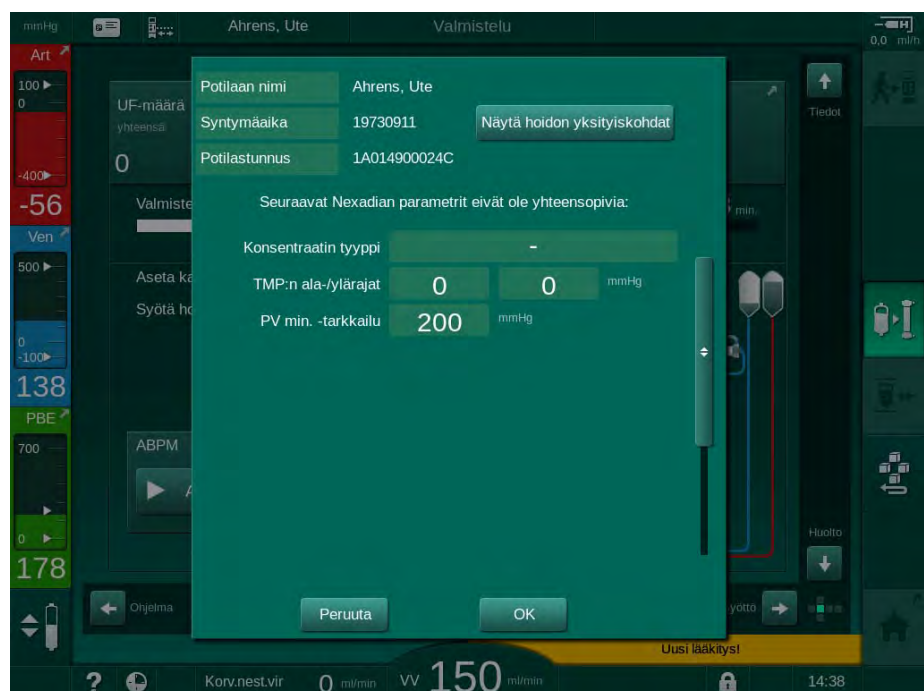 mmHg
Ahrens, Ute
Valmistelu
0,0 ml/h
Art
100
0
-400
-56
Ven
500
0
-100
138
PBE
700
0
178
UF-määrä
yhteensä
0
Valmiste
min.
Aseta ka
Syötä ho
ABPM
Tiedot
Huolto
Potilaan nimi Ahrens, Ute
Syntymäaika 19730911 Näytä hoidon yksityiskohdat
Potilastunnus 1A014900024C
Seuraavat Nexadian parametrit eivät ole yhteensopivia:
Konsentraatin tyyppi -
TMP:n ala-/ylärajat 0 0 mmHg
PV min. -tarkkailu 200 mmHg
Peruuta OK
Ohjelma
yöttö
Uusi lääkitys!
? Korv.nest.vir 0 ml/min VV 150 ml/min 14:38